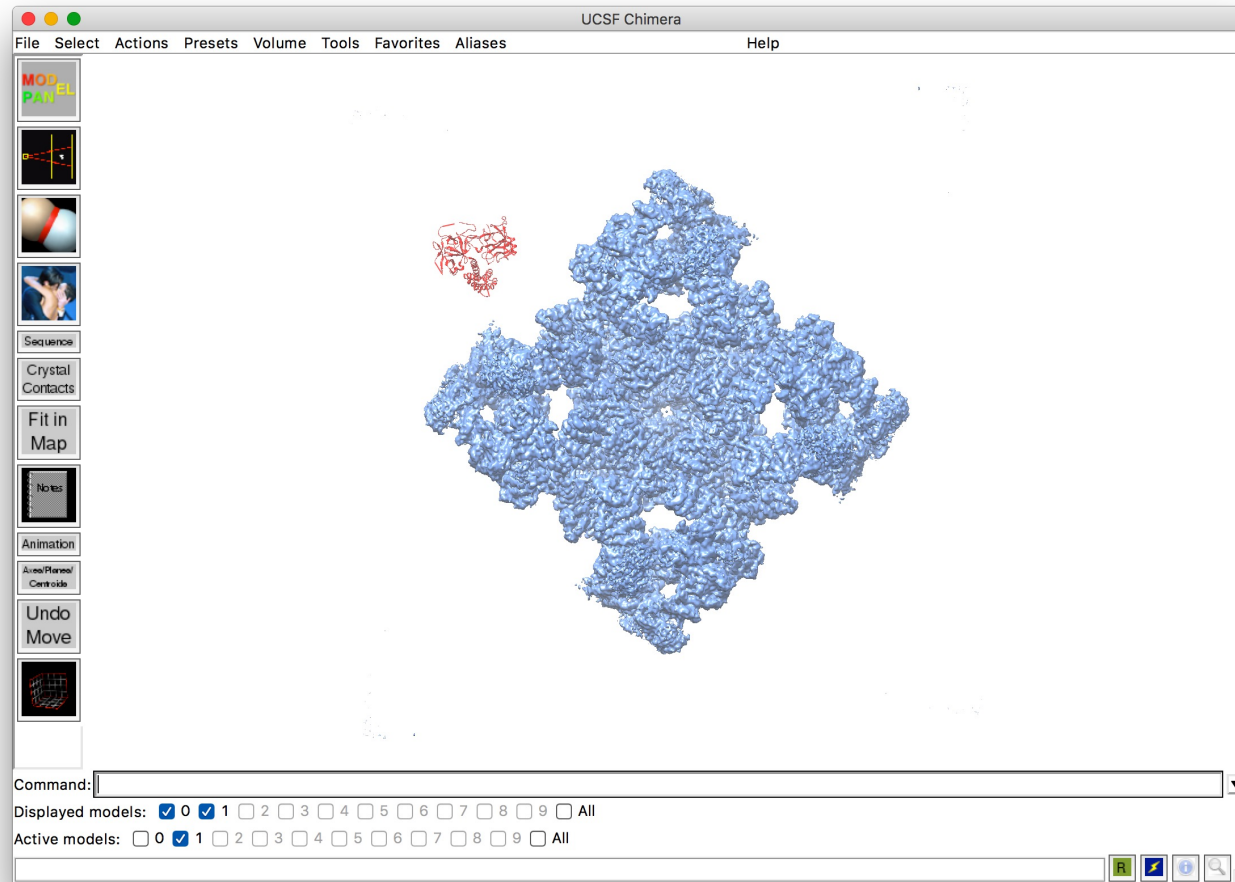 UCSF Chimera
File Select Actions Presets Volume Tools Favorites Aliases Help
MOD
EL
PAN
Sequence
Crystal
Contacts
Fit in
Map
Notes
Animation
Axes/Planes/
Centroids
Undo
Move
Command:
Displayed models: 0 1 2 3 4 5 6 7 8 9 All
Active models: 0 1 2 3 4 5 6 7 8 9 All
R